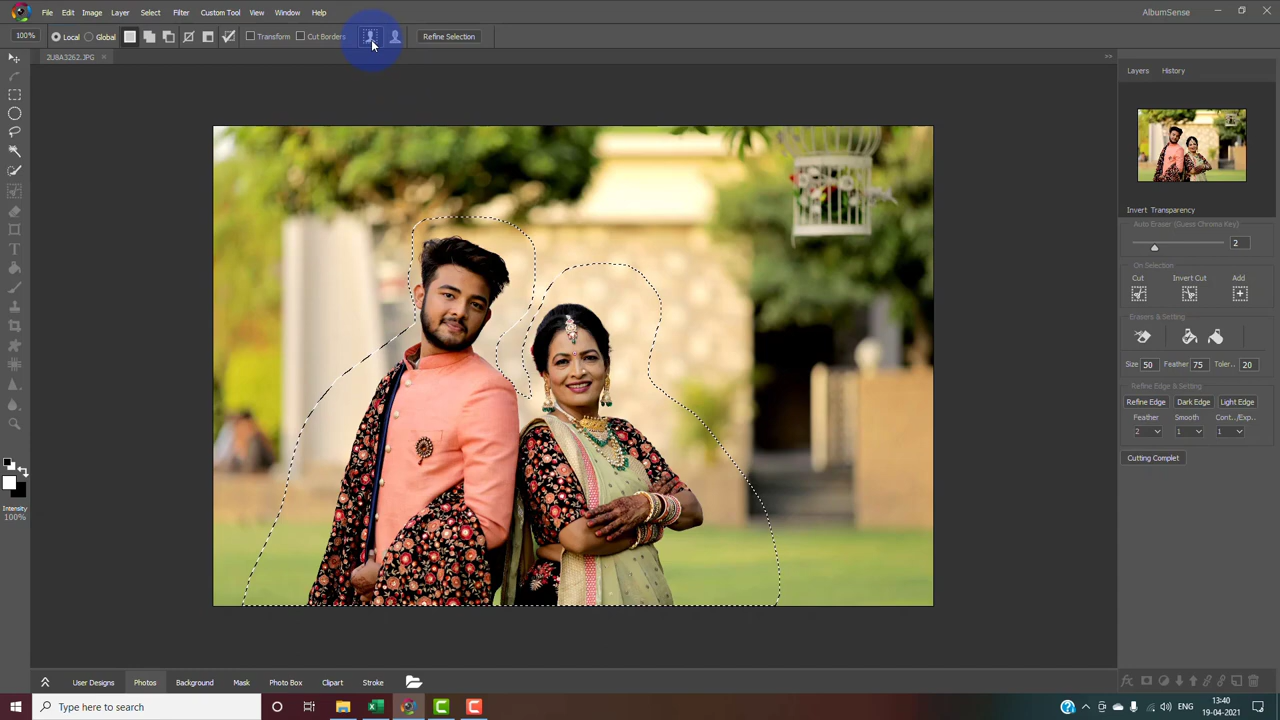 File Edit Image Layer Select Filter Custom Tool View Window Help AlbumSense
100% Local Global Transform Cut Borders Refine Selection
2U8A3262.JPG
Layers History
Invert Transparency
Auto Eraser (Guess Chroma Key)
2
On Selection
Cut Invert Cut Add
Erasers & Setting
Size 50 Feather 75 Toler... 20
Refine Edge & Setting
Refine Edge Dark Edge Light Edge
Feather Smooth Cont../Exp..
2 1 1
Cutting Complet
Intensity
100%
User Designs Photos Background Mask Photo Box Clipart Stroke
Type here to search
ENG
13:40
19-04-2021